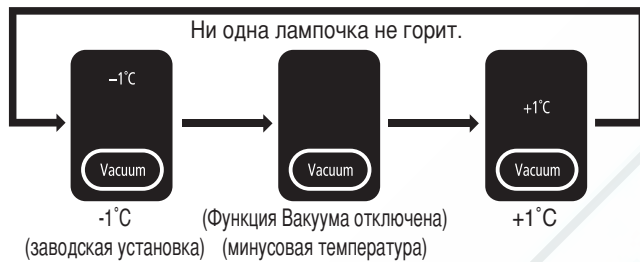 Ни одна лампочка не горит.
−1˚C
+1˚C
Vacuum
Vacuum
Vacuum
-1˚C
(Функция Вакуума отключена)
+1˚C
(заводская установка)
(минусовая температура)